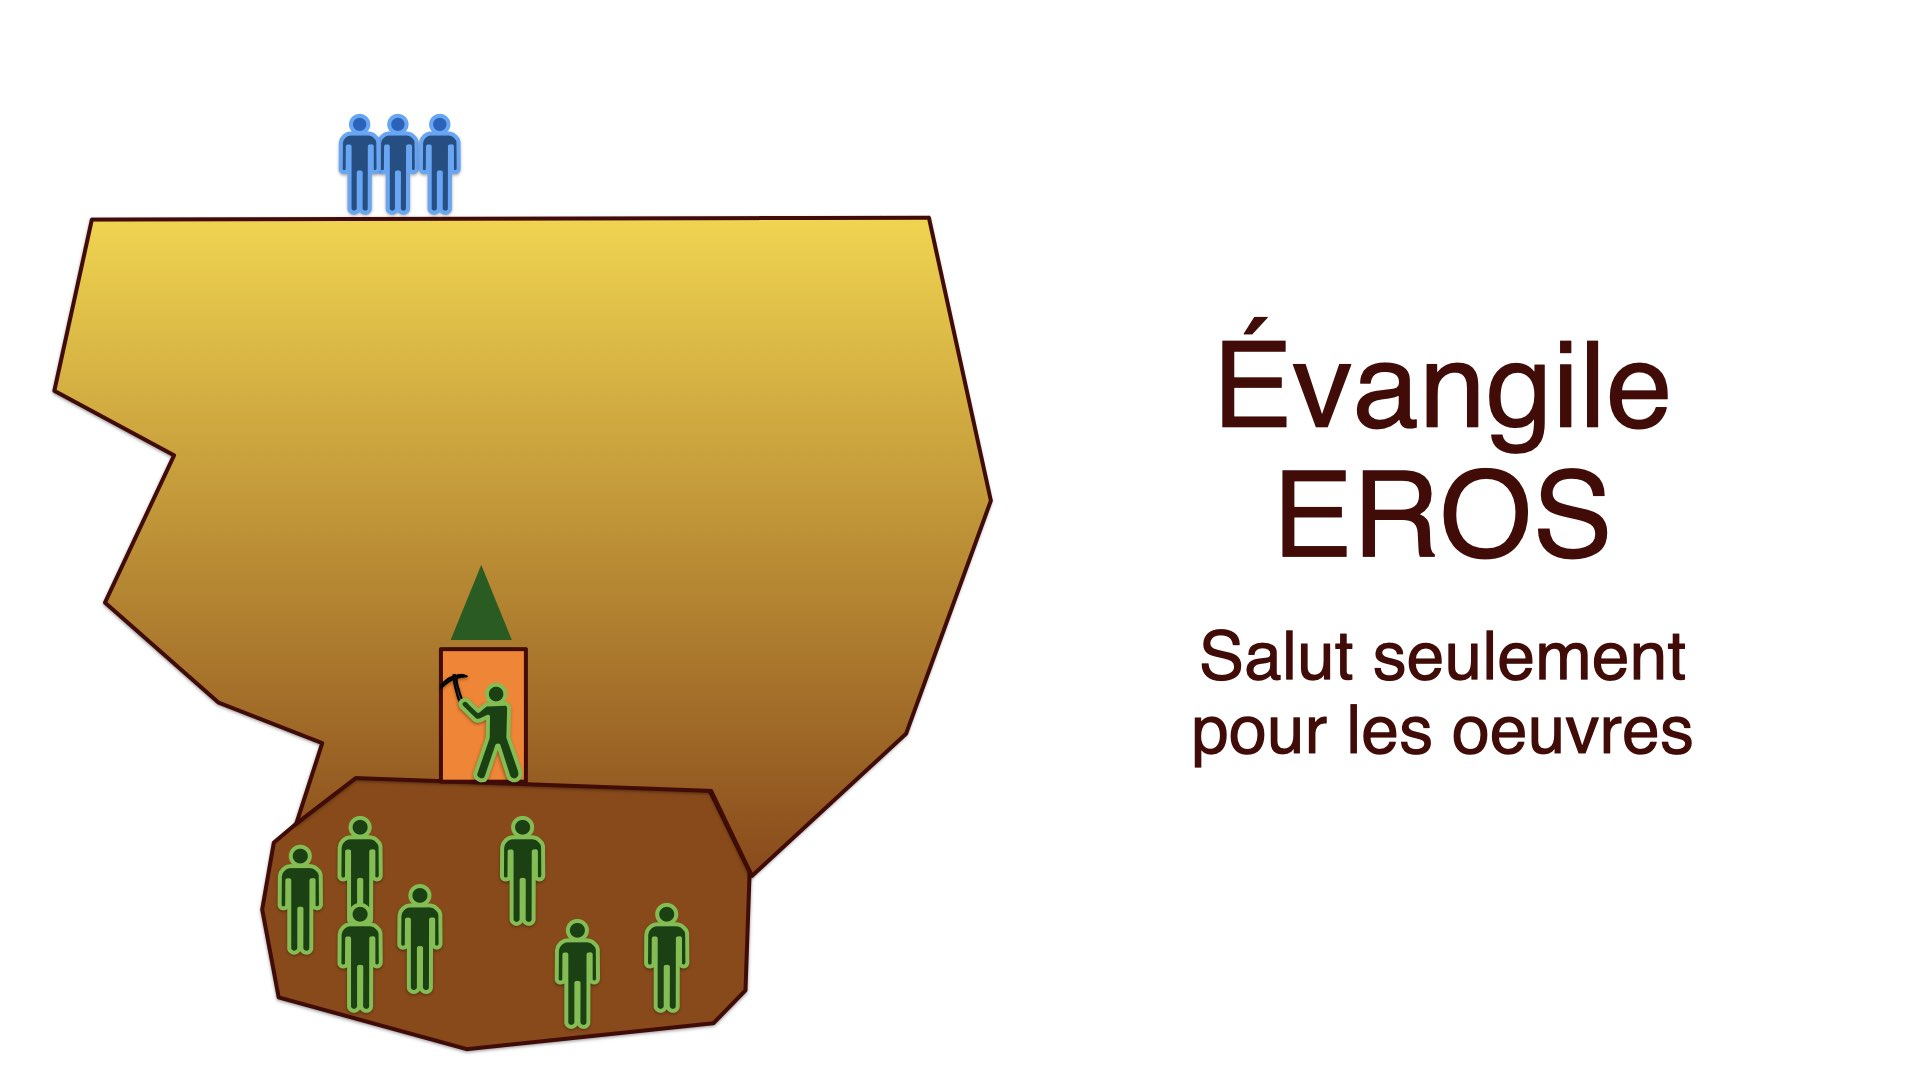 Évangile
EROS
Salut seulement
pour les oeuvres